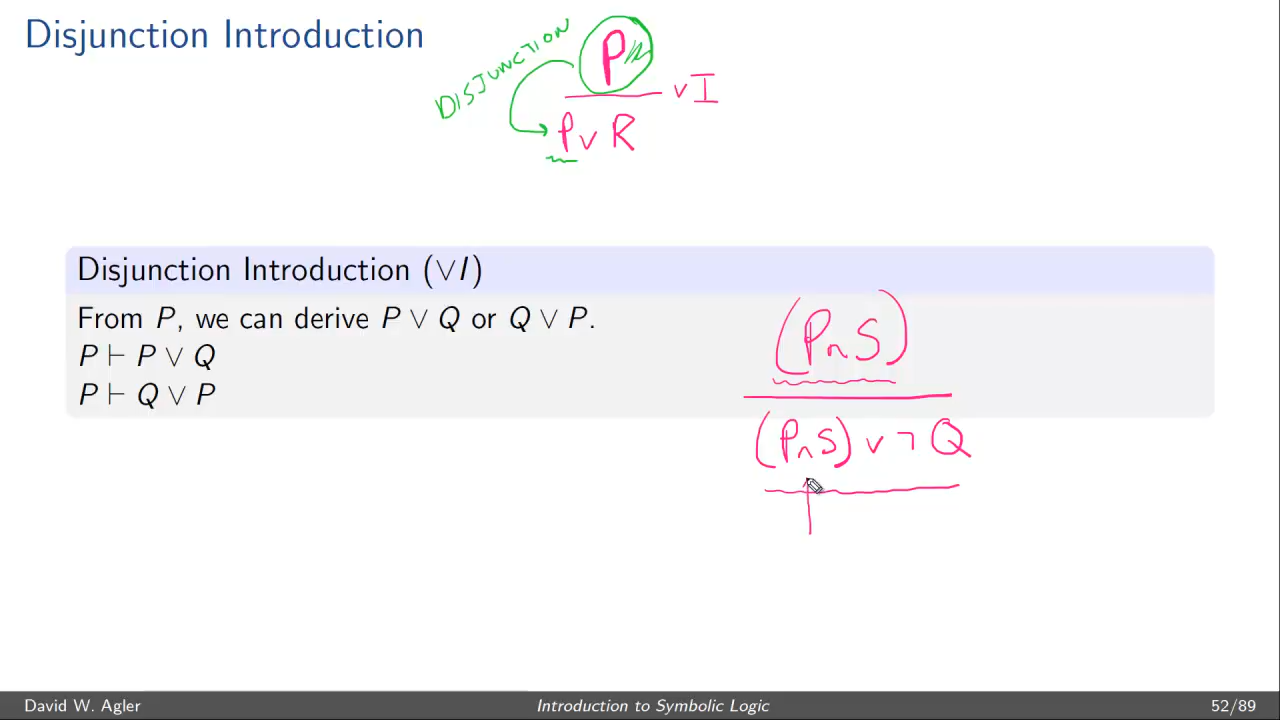 Disjunction Introduction
DISJUNCTION
P
∨I
P∨R
Disjunction Introduction (∨I)
From P, we can derive P ∨ Q or Q ∨ P.
P ⊢ P ∨ Q
P ⊢ Q ∨ P
(P∧S)
(P∧S)∨¬Q
David W. Agler
Introduction to Symbolic Logic
52/89